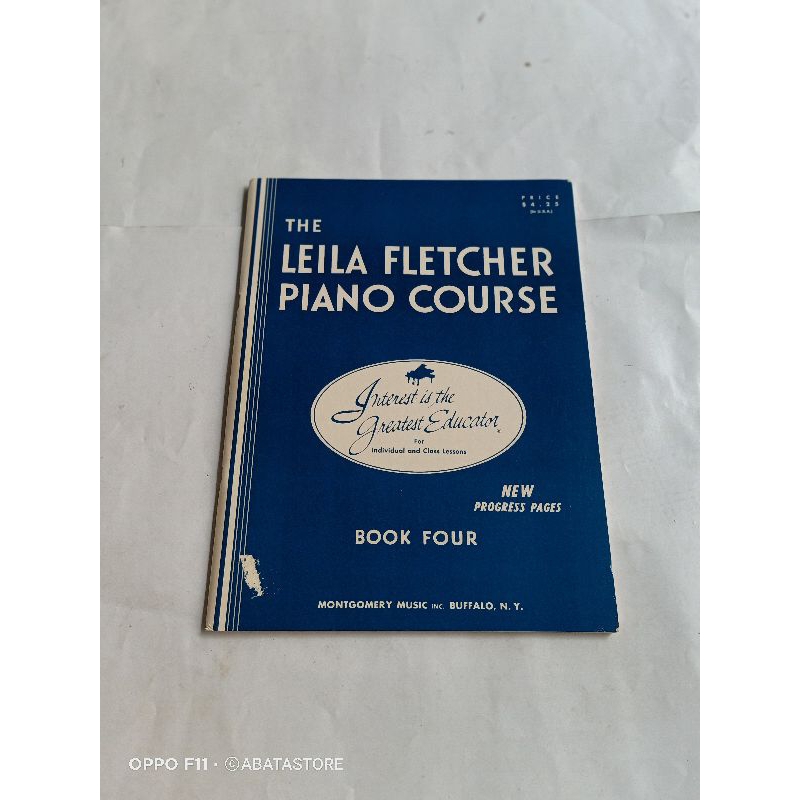 PRICE
$4.25
(In U.S.A.)
THE
LEILA FLETCHER
PIANO COURSE
Interest is the
Greatest Educator
For
Individual and Class Lessons
NEW
PROGRESS PAGES
BOOK FOUR
MONTGOMERY MUSIC INC. BUFFALO, N. Y.
OPPO F11 · ©ABATASTORE